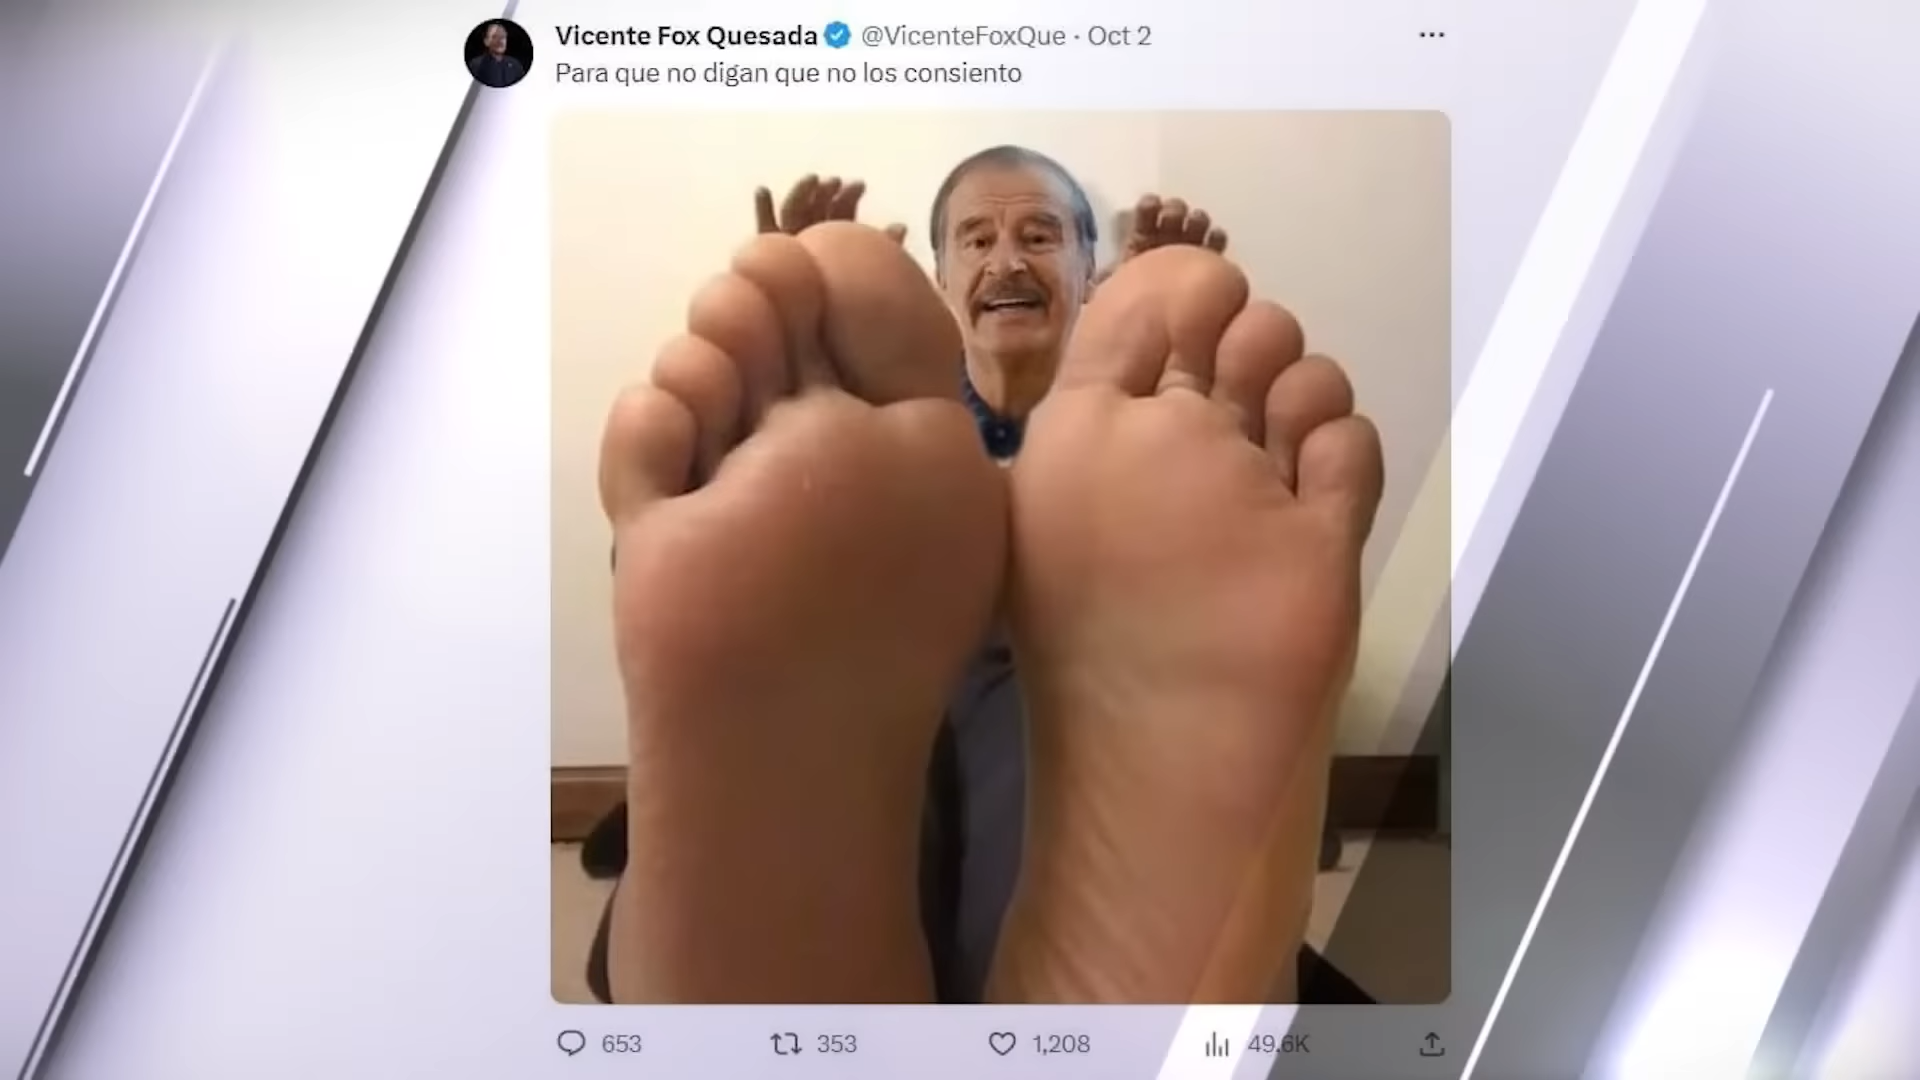 Vicente Fox Quesada @VicenteFoxQue · Oct 2
Para que no digan que no los consiento
653 353 1,208 49.6K